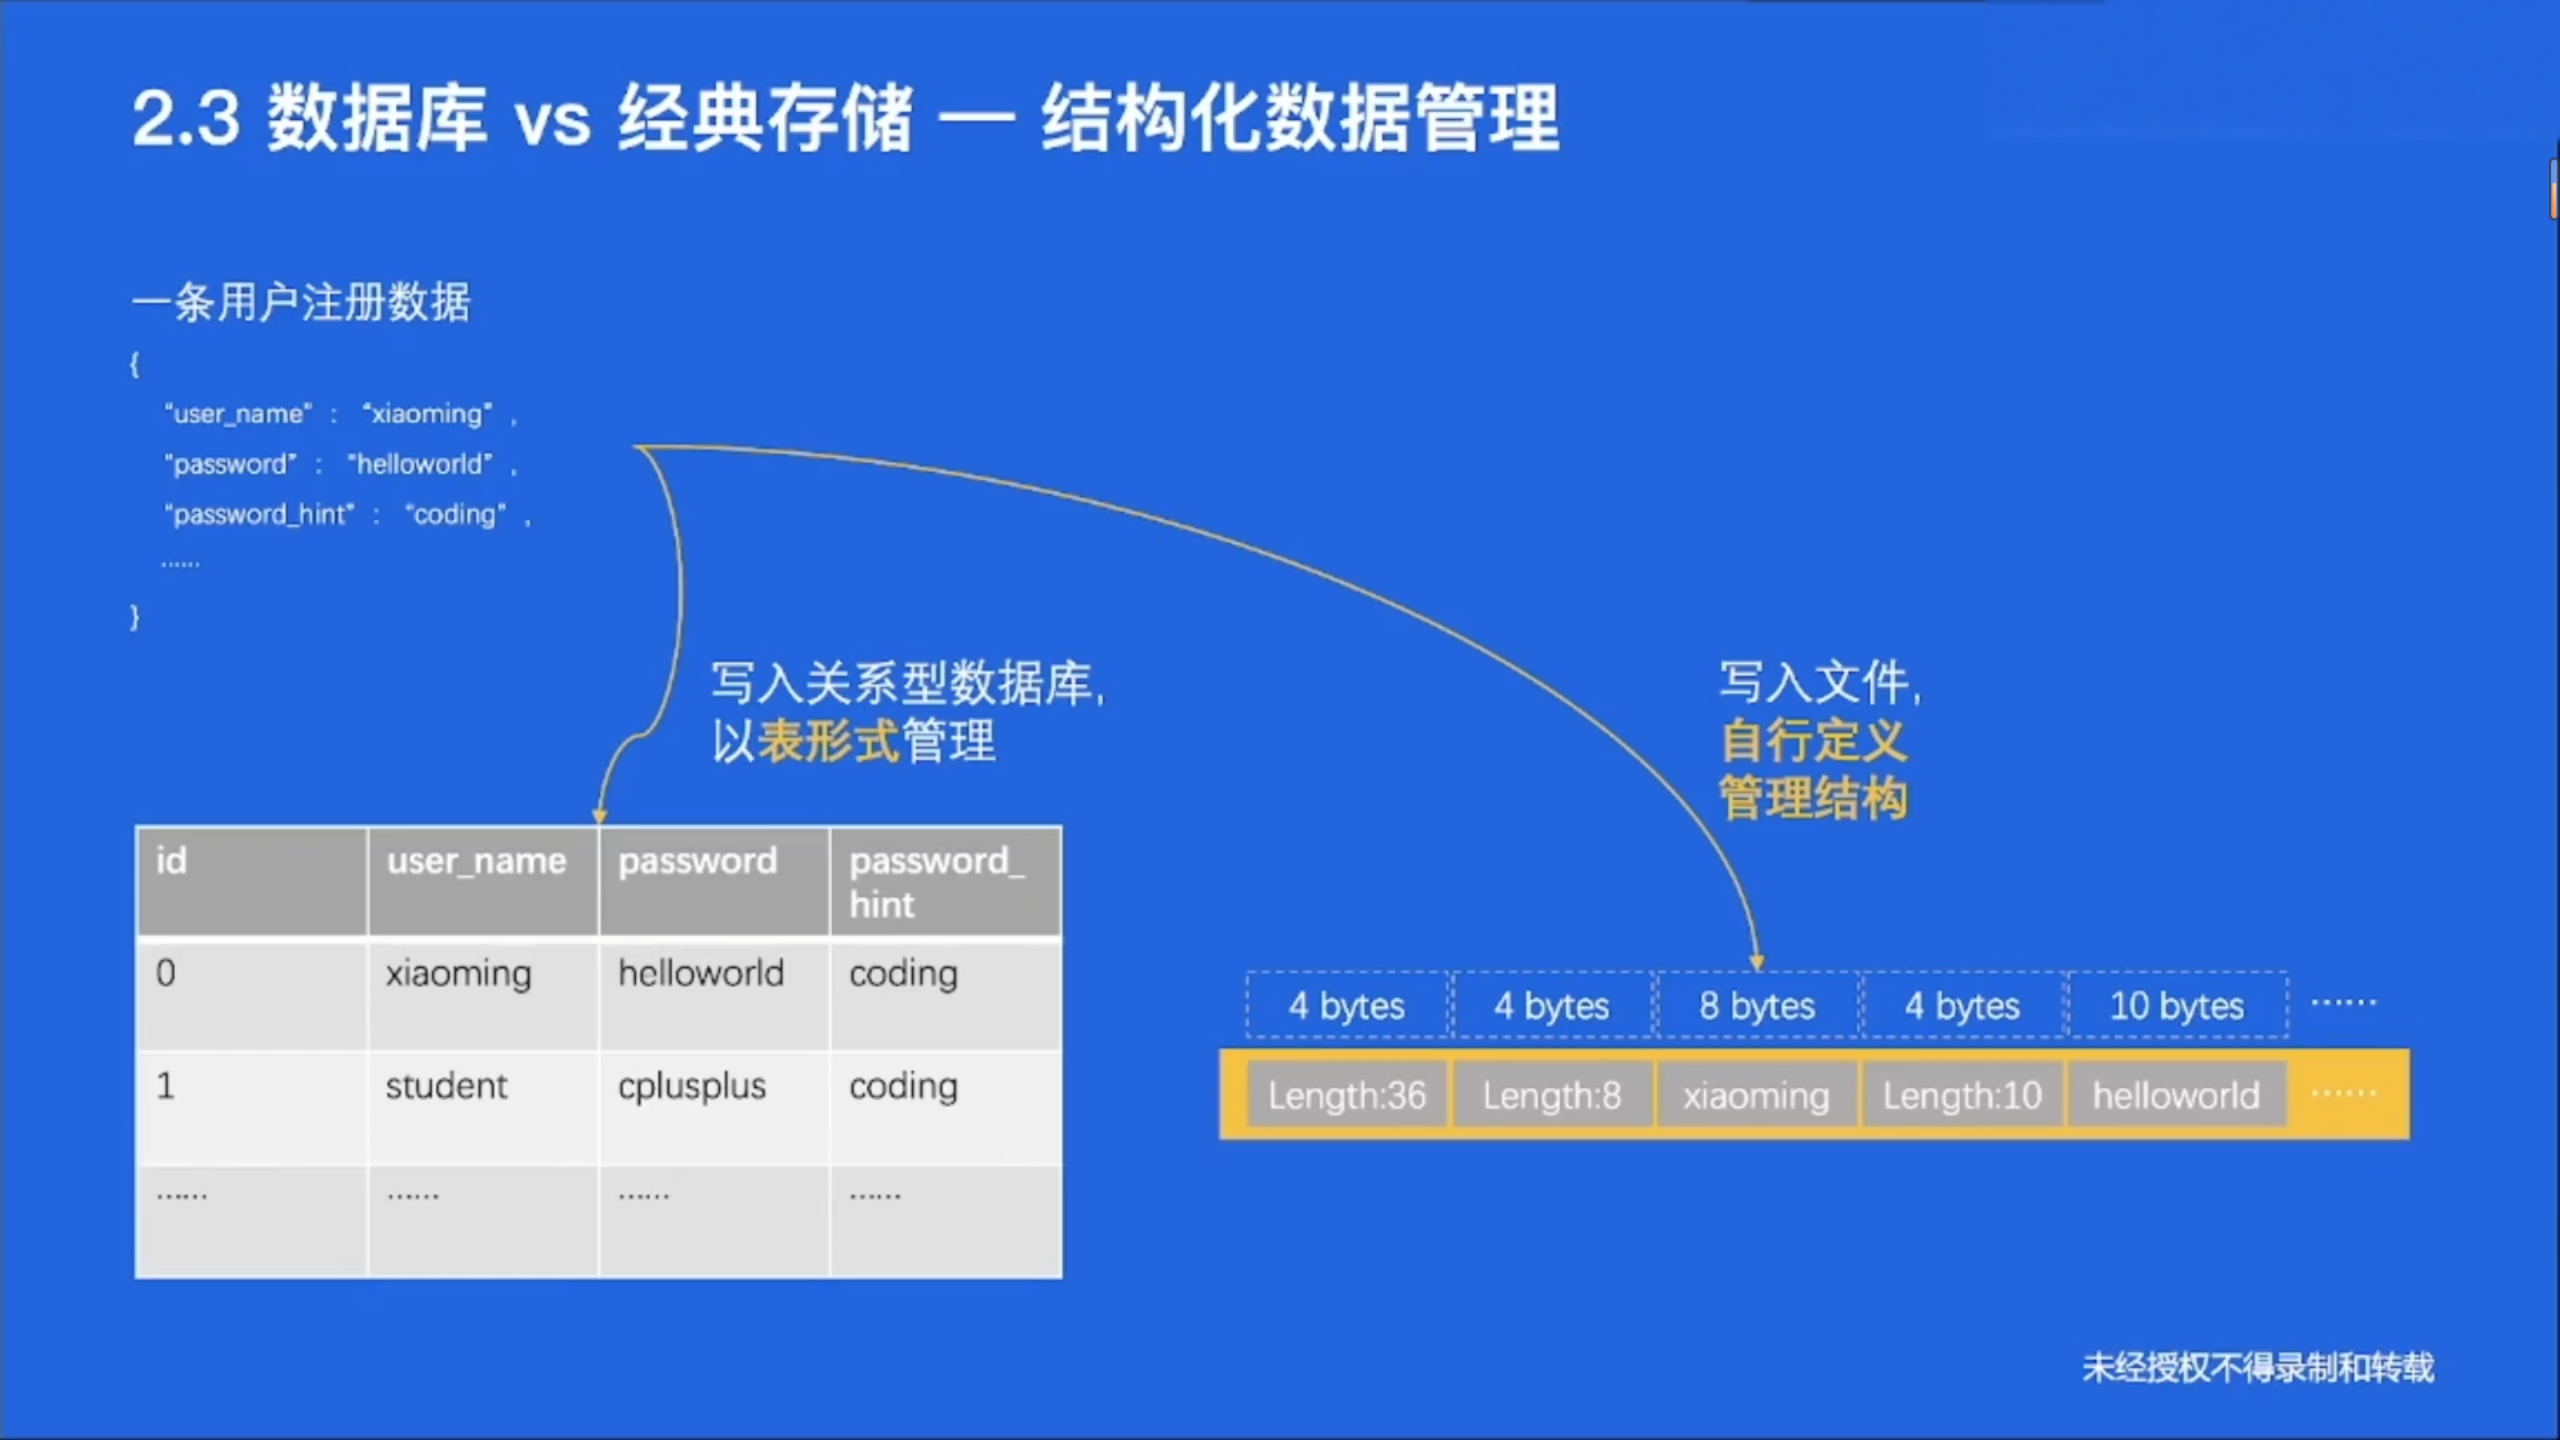 2.3 数据库 vs 经典存储 — 结构化数据管理
一条用户注册数据
{
“user_name” : “xiaoming” ,
“password” : “helloworld” ,
“password_hint” : “coding” ,
……
}
写入关系型数据库,
以表形式管理
写入文件,
自行定义
管理结构
id user_name password password_
hint
0 xiaoming helloworld coding
1 student cplusplus coding
…… …… …… ……
4 bytes 4 bytes 8 bytes 4 bytes 10 bytes ……
Length:36 Length:8 xiaoming Length:10 helloworld ……
未经授权不得录制和转载